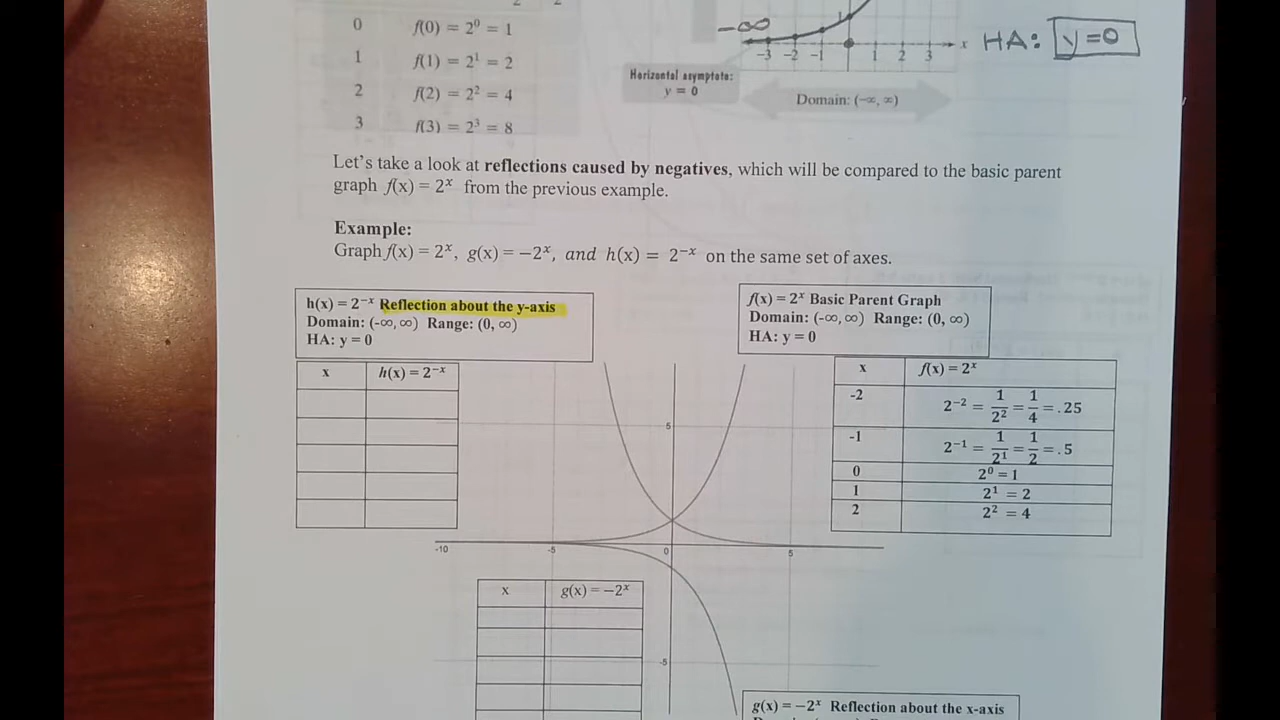 0 f(0) = 2⁰ = 1
1 f(1) = 2¹ = 2
2 f(2) = 2² = 4
3 f(3) = 2³ = 8
−∞
-3 -2 -1 1 2 3 x
HA: y = 0
Horizontal asymptote:
y = 0
Domain: (−∞, ∞)
Let's take a look at reflections caused by negatives, which will be compared to the basic parent
graph f(x) = 2ˣ from the previous example.
Example:
Graph f(x) = 2ˣ, g(x) = −2ˣ, and h(x) = 2⁻ˣ on the same set of axes.
h(x) = 2⁻ˣ Reflection about the y-axis
Domain: (-∞, ∞) Range: (0, ∞)
HA: y = 0
f(x) = 2ˣ Basic Parent Graph
Domain: (-∞, ∞) Range: (0, ∞)
HA: y = 0
x h(x) = 2⁻ˣ
x f(x) = 2ˣ
-2 2⁻² = 1/2² = 1/4 = .25
-1 2⁻¹ = 1/2¹ = 1/2 = .5
0 2⁰ = 1
1 2¹ = 2
2 2² = 4
5
-10 -5 0 5
-5
x g(x) = −2ˣ
g(x) = −2ˣ Reflection about the x-axis